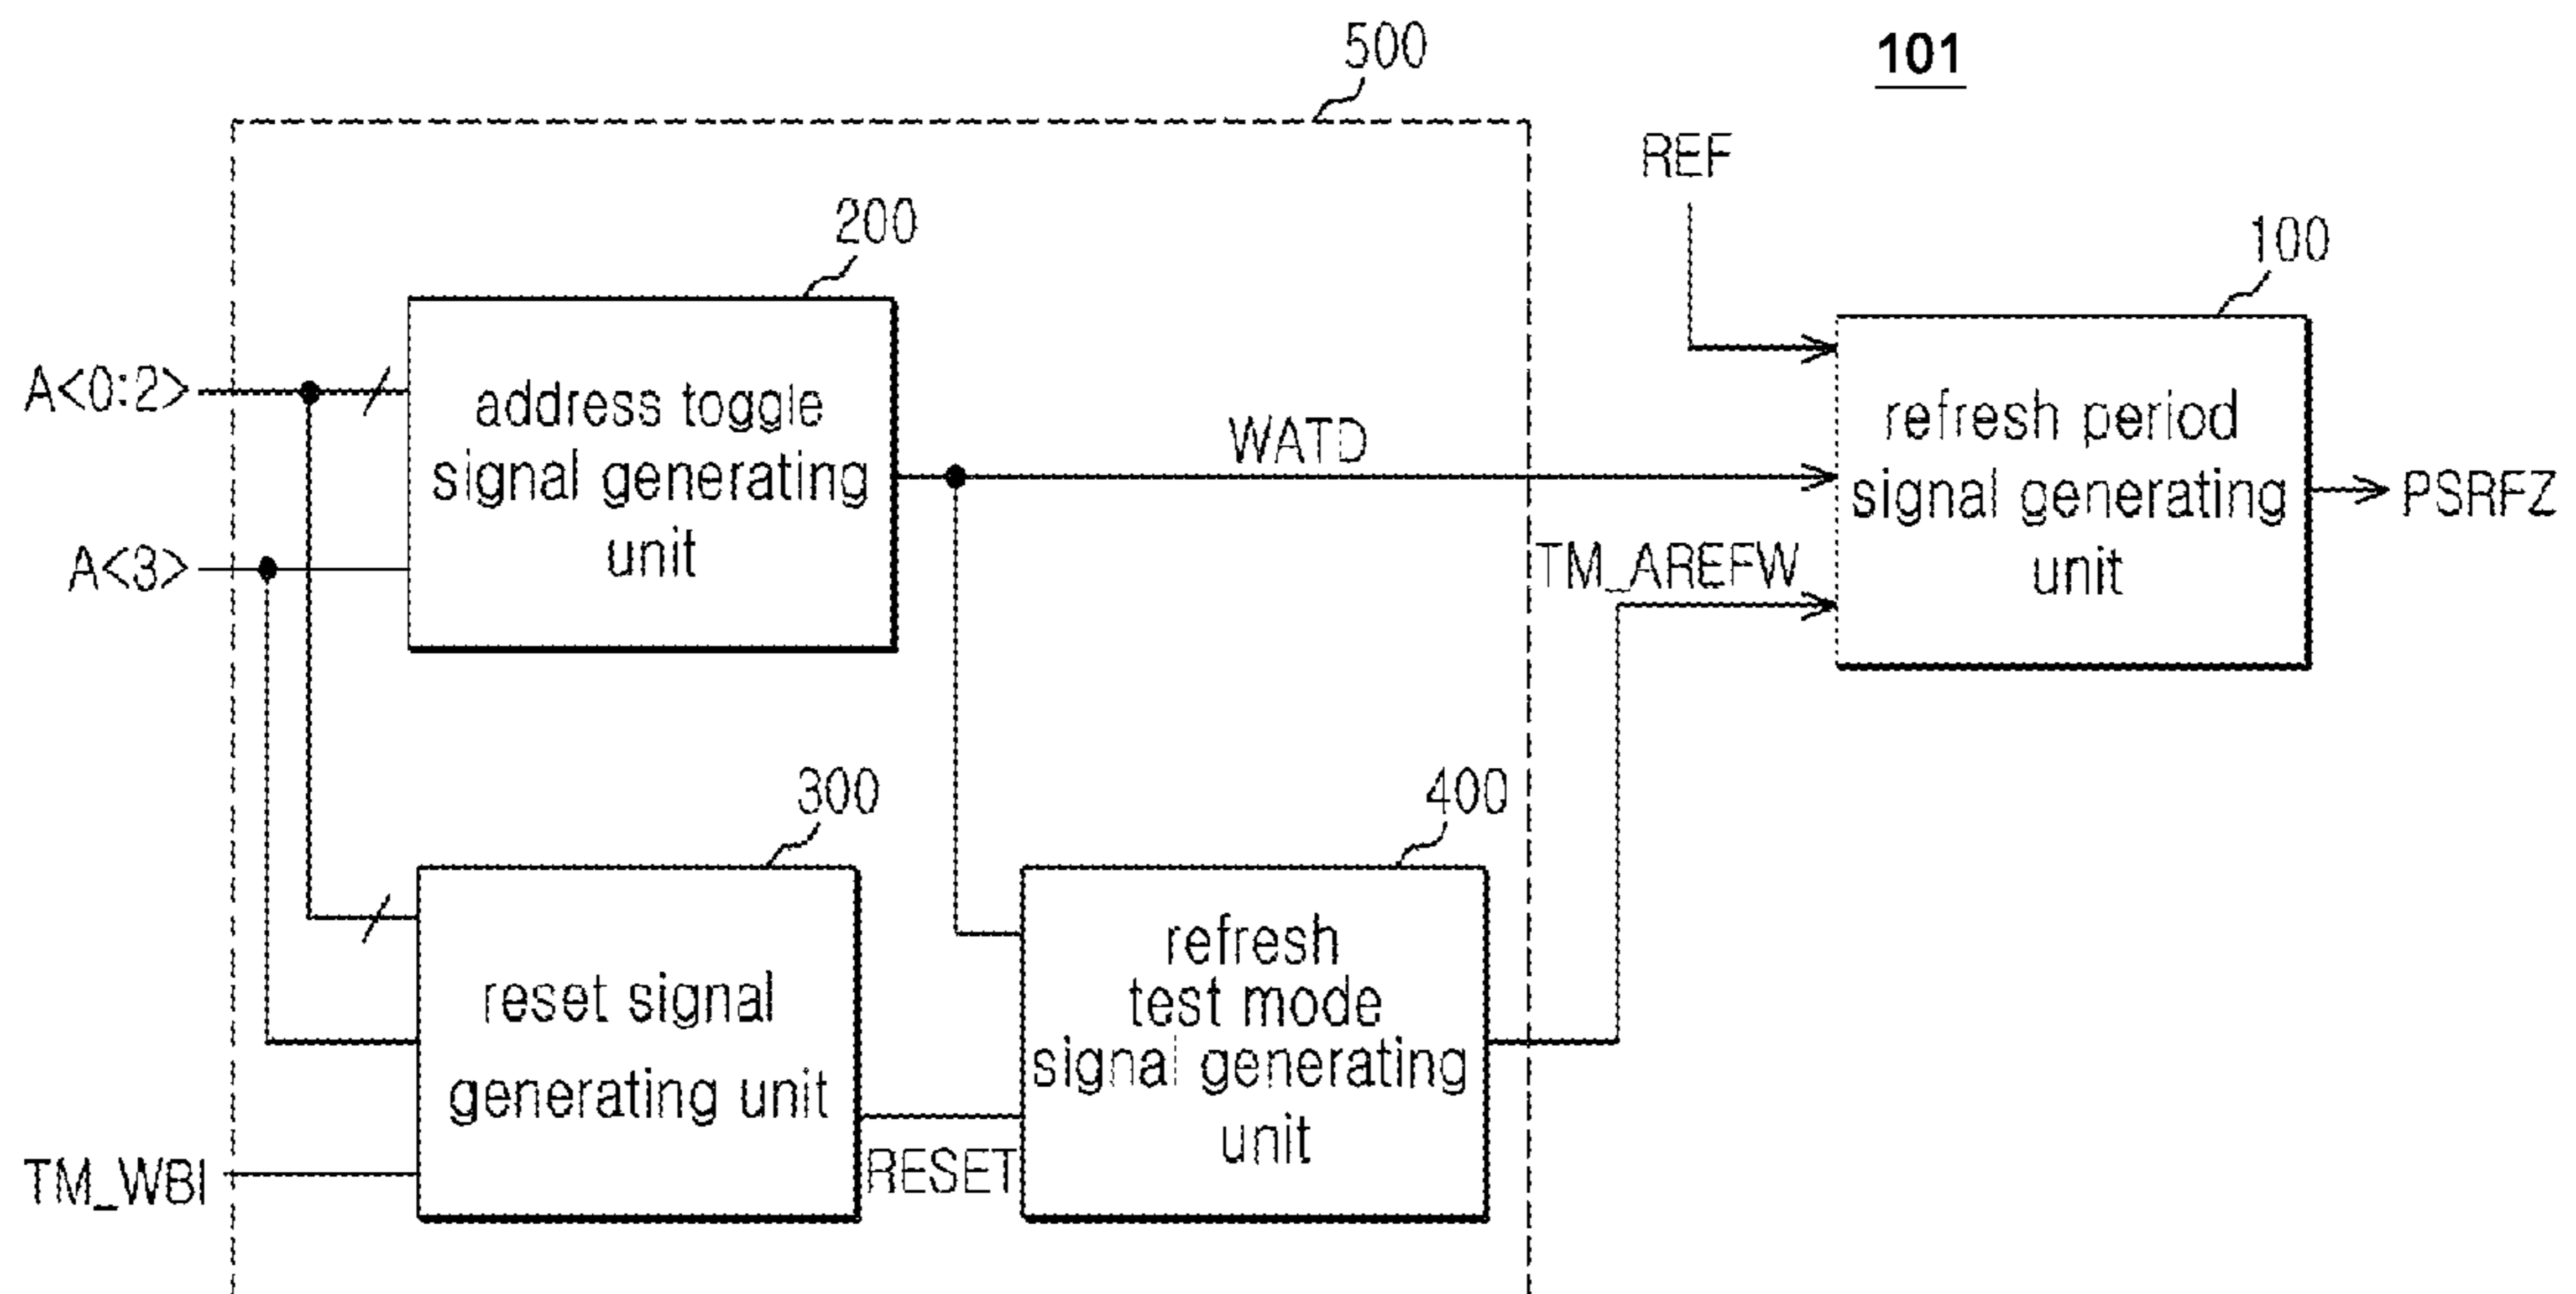 500
101
REF
200
100
A<0:2>
address toggle
signal generating
unit
WATD
refresh period
signal generating
unit
PSRFZ
A<3>
TM_AREFW
300
400
reset signal
generating unit
refresh
test mode
signal generating
unit
TM_WBI
RESET